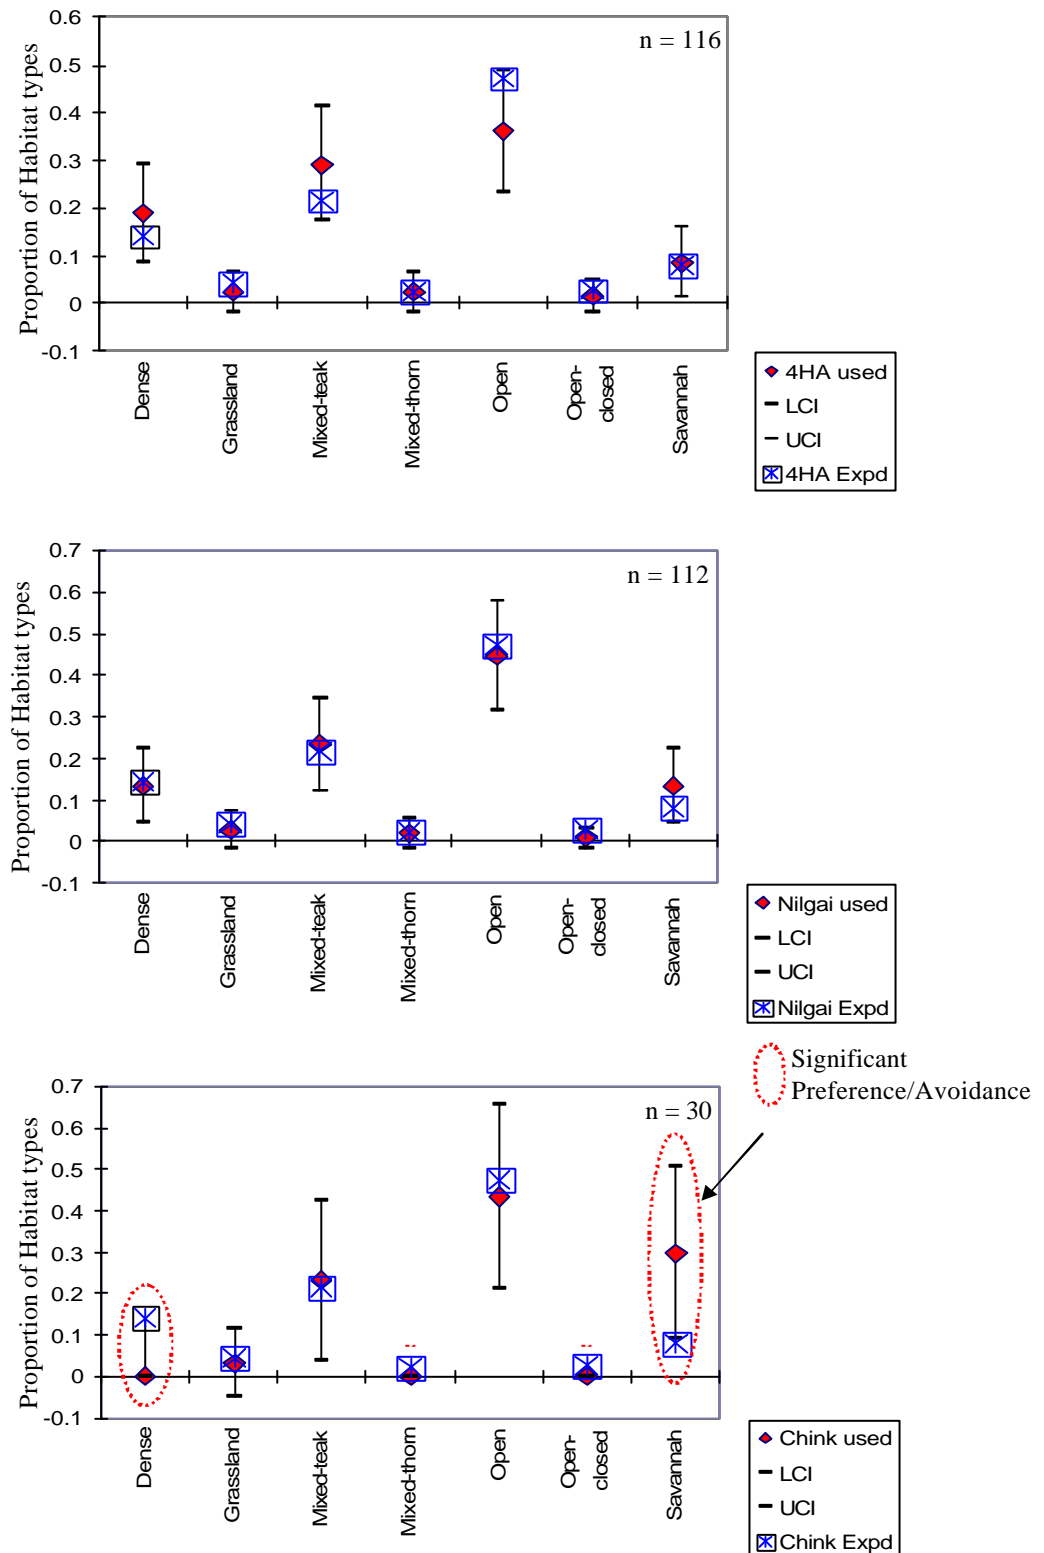 0.6
0.5
0.4
0.3
0.2
0.1
0
-0.1
Proportion of Habitat types
n = 116
Dense
Grassland
Mixed-teak
Mixed-thorn
Open
Open-
closed
Savannah
4HA used
LCI
UCI
4HA Expd
0.7
0.6
0.5
0.4
0.3
0.2
0.1
0
-0.1
Proportion of Habitat types
n = 112
Dense
Grassland
Mixed-teak
Mixed-thorn
Open
Open-
closed
Savannah
Nilgai used
LCI
UCI
Nilgai Expd
Significant
Preference/Avoidance
0.7
0.6
0.5
0.4
0.3
0.2
0.1
0
-0.1
Proportion of Habitat types
n = 30
Dense
Grassland
Mixed-teak
Mixed-thorn
Open
Open-
closed
Savannah
Chink used
LCI
UCI
Chink Expd